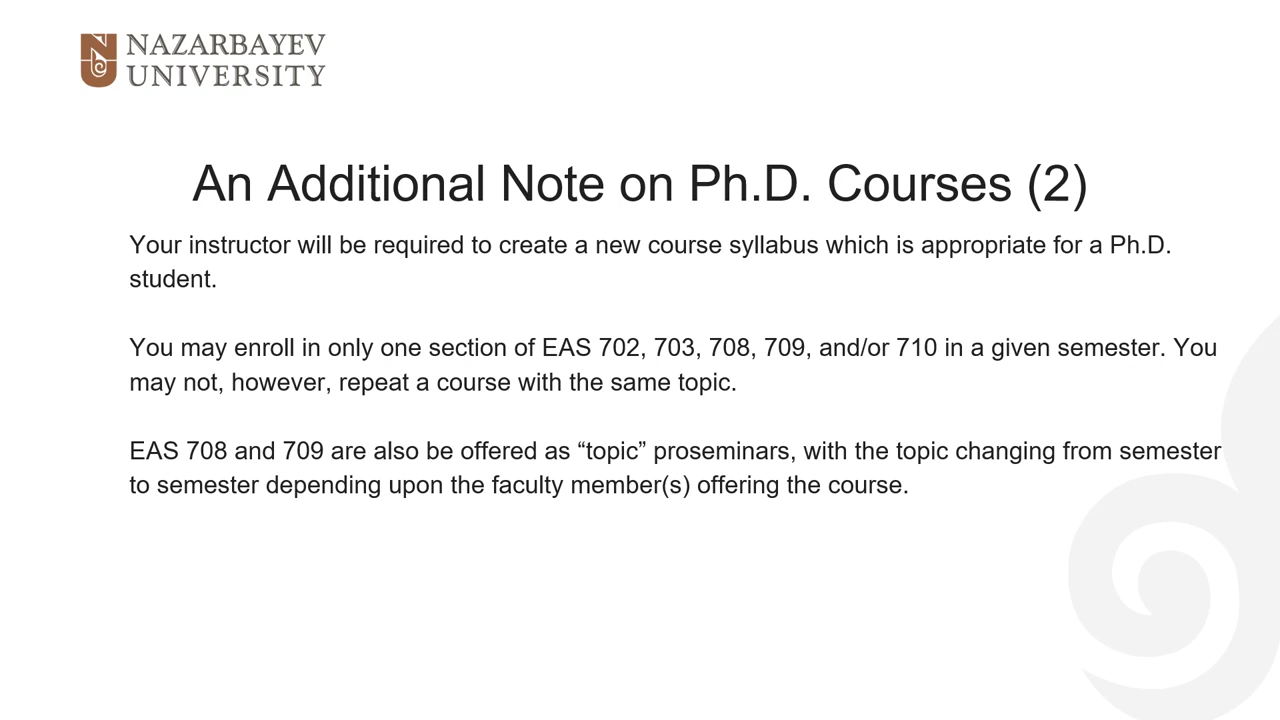 NAZARBAYEV
UNIVERSITY
An Additional Note on Ph.D. Courses (2)
Your instructor will be required to create a new course syllabus which is appropriate for a Ph.D.
student.
You may enroll in only one section of EAS 702, 703, 708, 709, and/or 710 in a given semester. You
may not, however, repeat a course with the same topic.
EAS 708 and 709 are also be offered as “topic” proseminars, with the topic changing from semester
to semester depending upon the faculty member(s) offering the course.